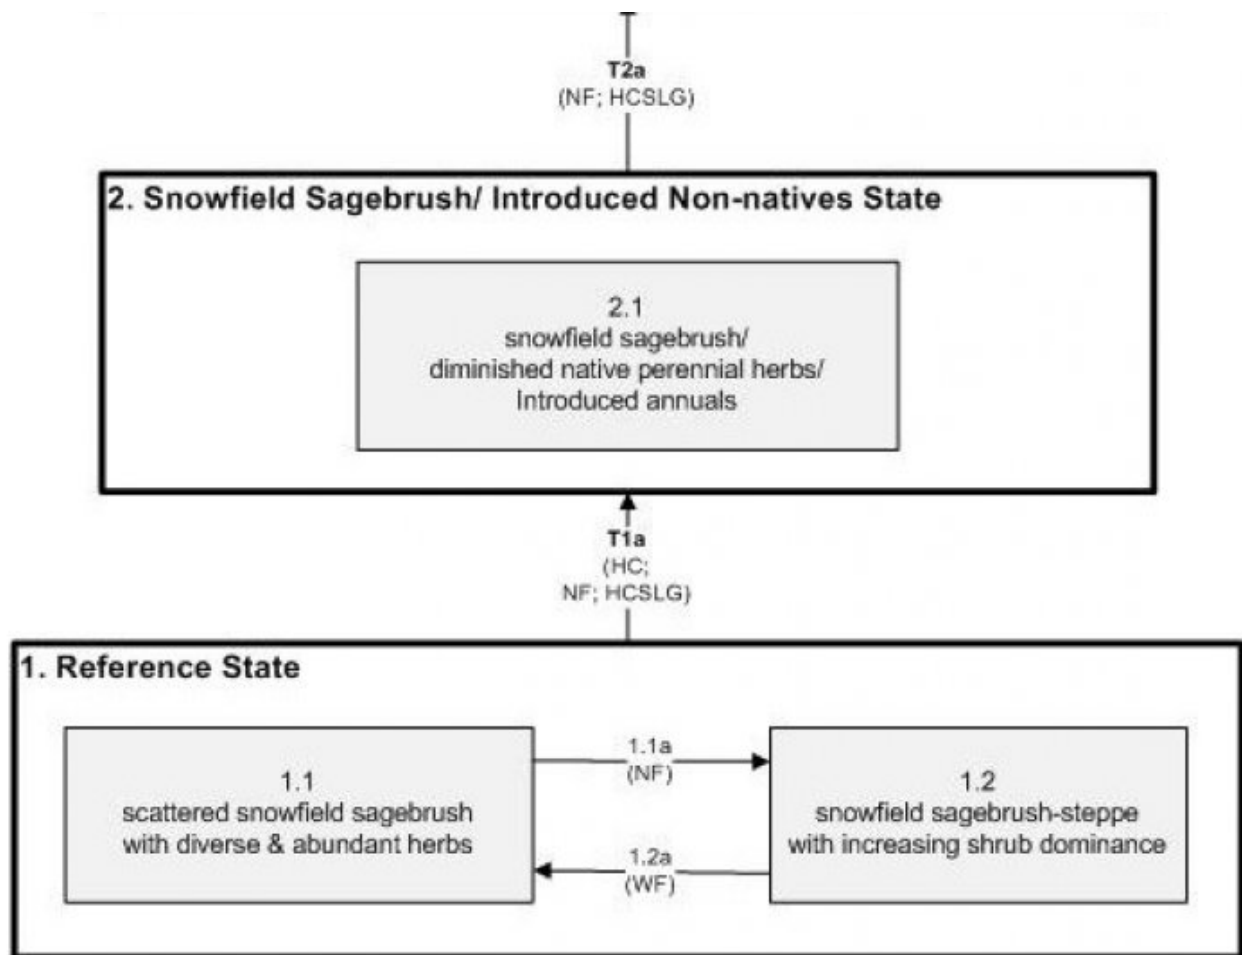 T2a
(NF; HCSLG)
2. Snowfield Sagebrush/ Introduced Non-natives State
2.1
snowfield sagebrush/
diminished native perennial herbs/
Introduced annuals
T1a
(HC;
NF; HCSLG)
1. Reference State
1.1
scattered snowfield sagebrush
with diverse & abundant herbs
1.1a
(NF)
1.2a
(WF)
1.2
snowfield sagebrush-steppe
with increasing shrub dominance